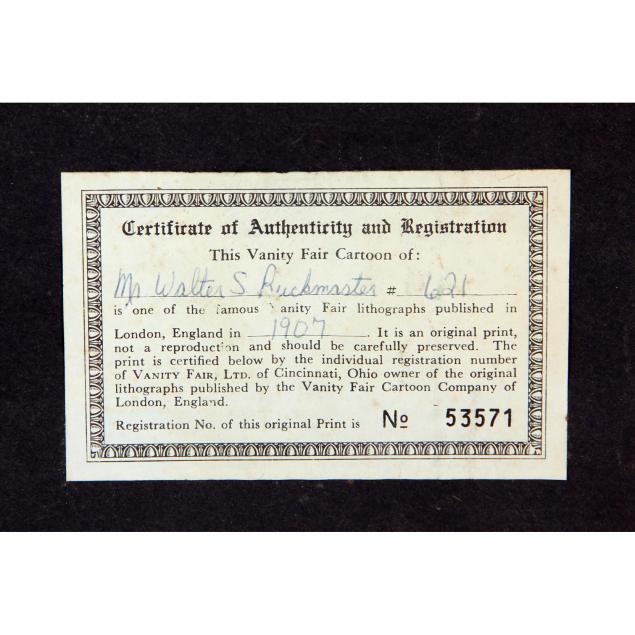 Certificate of Authenticity and Registration
This Vanity Fair Cartoon of:
Mr Walter S Buckmaster # 621
is one of the famous anity Fair lithographs published in
London, England in 1907. It is an original print,
not a reproduction and should be carefully preserved. The
print is certified below by the individual registration number
of VANITY FAIR, LTD. of Cincinnati, Ohio owner of the original
lithographs published by the Vanity Fair Cartoon Company of
London, England.
Registration No. of this original Print is № 53571